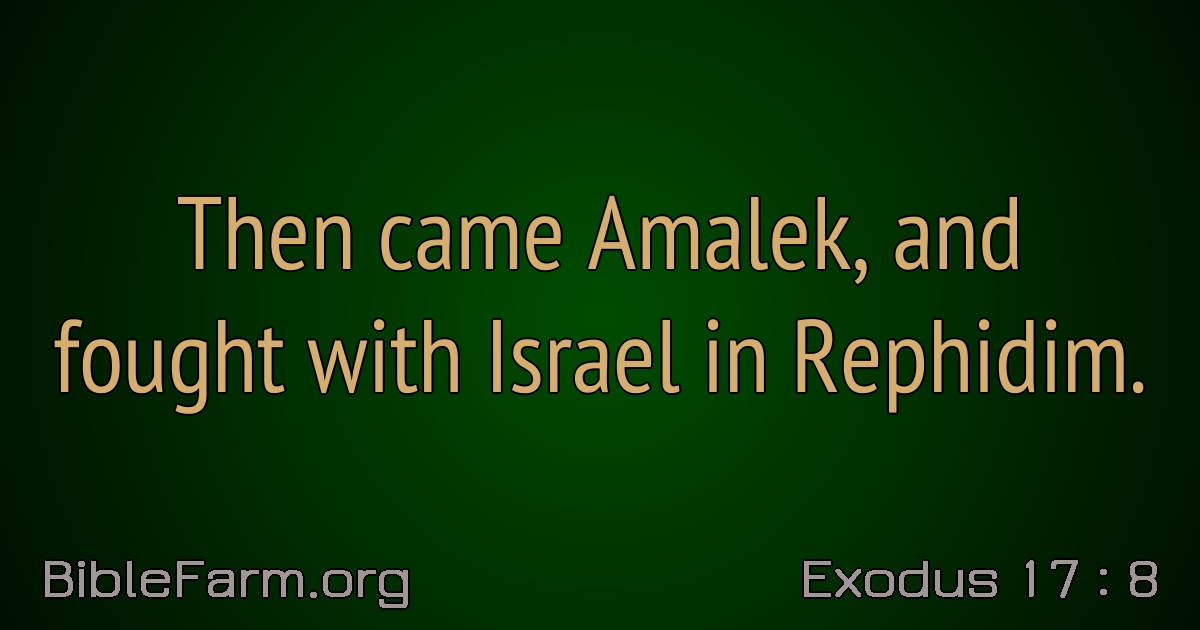 Then came Amalek, and
fought with Israel in Rephidim.
BibleFarm.org
Exodus 17 : 8